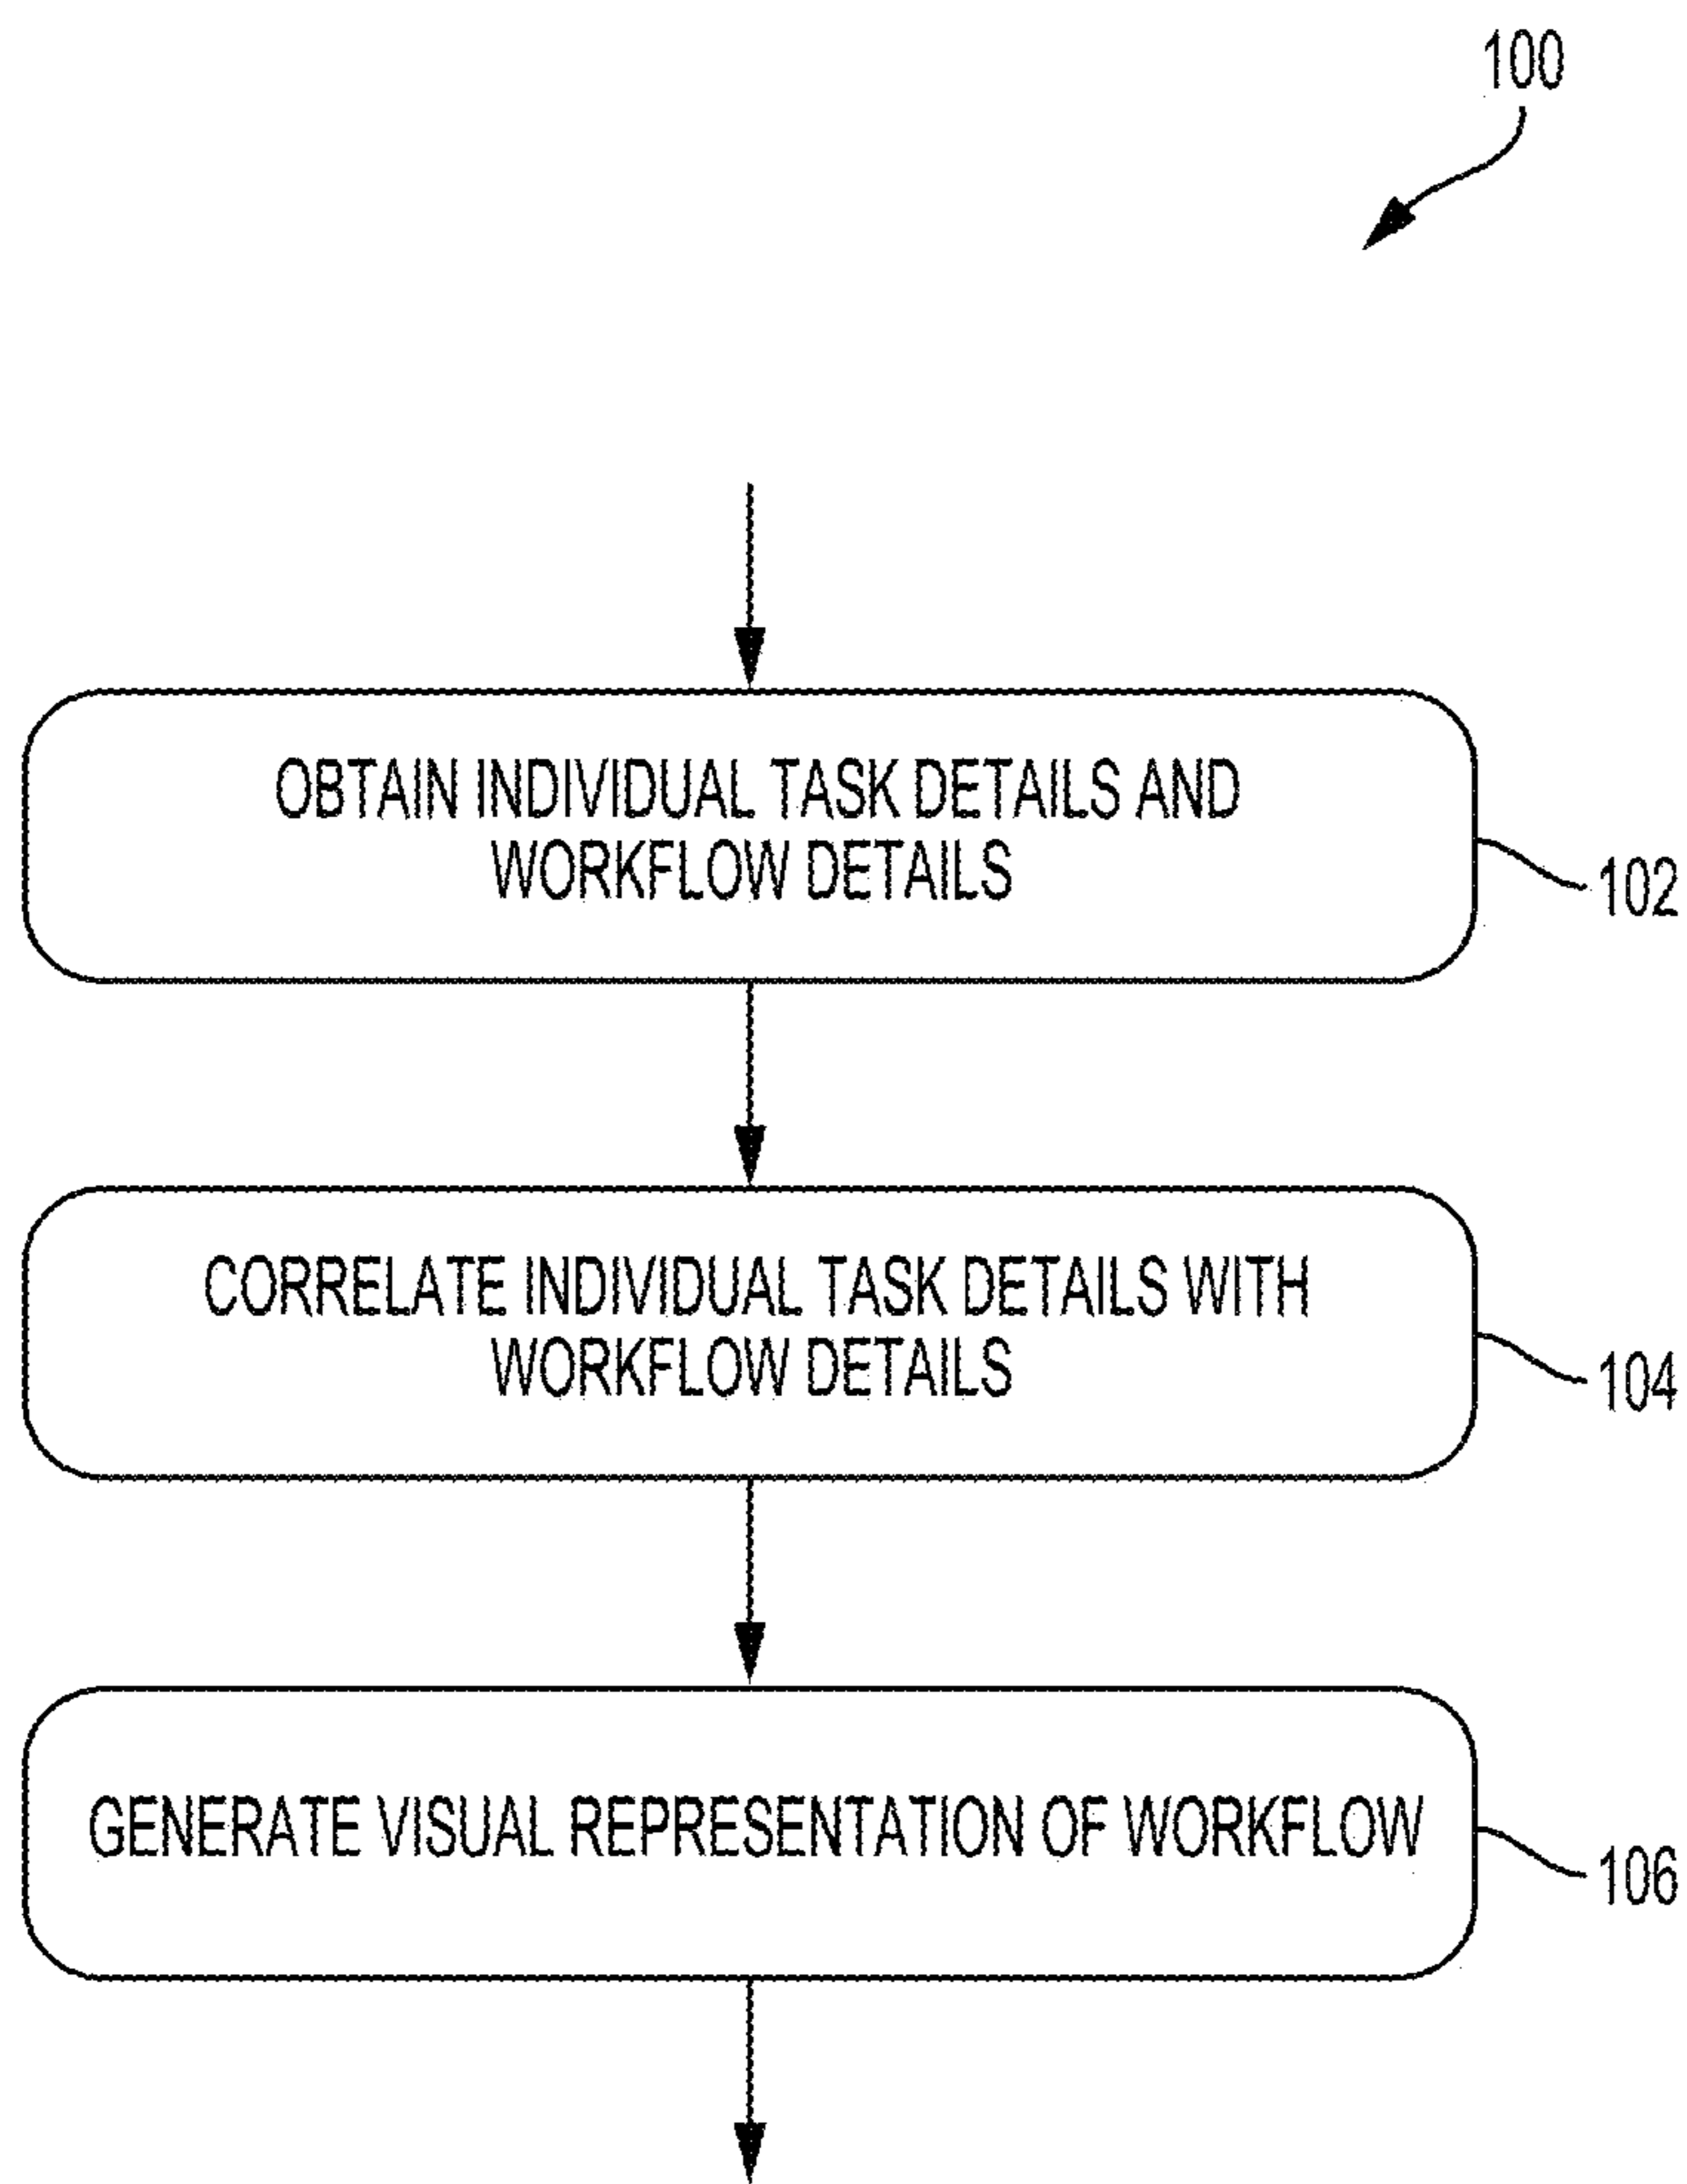 100
OBTAIN INDIVIDUAL TASK DETAILS AND
WORKFLOW DETAILS
102
CORRELATE INDIVIDUAL TASK DETAILS WITH
WORKFLOW DETAILS
104
GENERATE VISUAL REPRESENTATION OF WORKFLOW
106